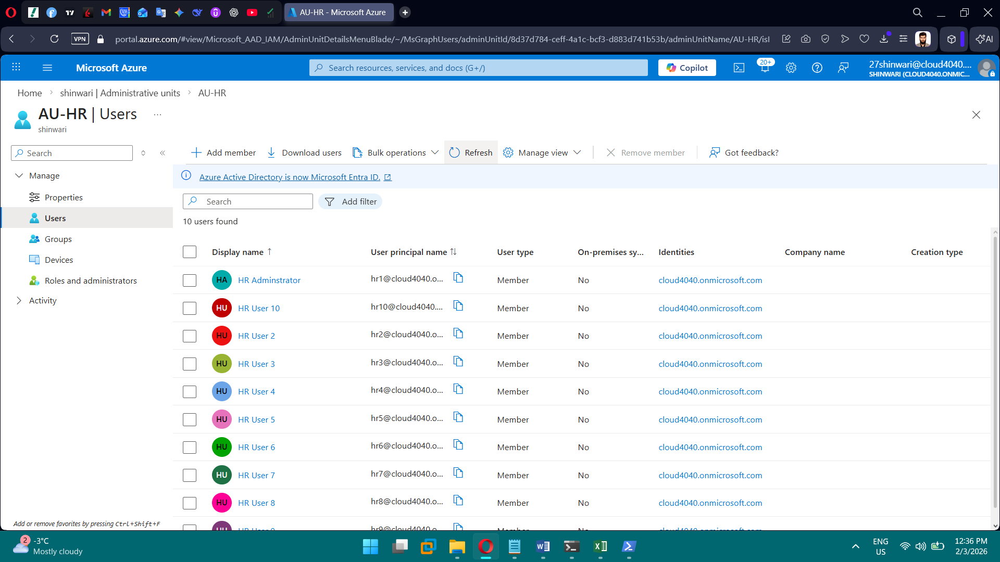 AU-HR - Microsoft Azure
VPN
portal.azure.com/#view/Microsoft_AAD_IAM/AdminUnitDetailsMenuBlade/~/MsGraphUsers/adminUnitId/8d37d784-ceff-4a1c-bcf3-d883d741b53b/adminUnitName/AU-HR/isl
AI
Microsoft Azure
Search resources, services, and docs (G+/)
Copilot
20+
27shinwari@cloud4040....
SHINWARI (CLOUD4040.ONMIC...
Home
shinwari | Administrative units
AU-HR
AU-HR | Users
...
shinwari
Search
Add member
Download users
Bulk operations
Refresh
Manage view
Remove member
Got feedback?
Manage
Properties
Users
Groups
Devices
Roles and administrators
Activity
Azure Active Directory is now Microsoft Entra ID.
Search
Add filter
10 users found
Display name ↑ User principal name ↑↓ User type On-premises sy... Identities Company name Creation type
HA HR Adminstrator hr1@cloud4040.o... Member No cloud4040.onmicrosoft.com
HU HR User 10 hr10@cloud4040.... Member No cloud4040.onmicrosoft.com
HU HR User 2 hr2@cloud4040.o... Member No cloud4040.onmicrosoft.com
HU HR User 3 hr3@cloud4040.o... Member No cloud4040.onmicrosoft.com
HU HR User 4 hr4@cloud4040.o... Member No cloud4040.onmicrosoft.com
HU HR User 5 hr5@cloud4040.o... Member No cloud4040.onmicrosoft.com
HU HR User 6 hr6@cloud4040.o... Member No cloud4040.onmicrosoft.com
HU HR User 7 hr7@cloud4040.o... Member No cloud4040.onmicrosoft.com
HU HR User 8 hr8@cloud4040.o... Member No cloud4040.onmicrosoft.com
HU HR User 9 hr9@cloud4040.o... Member No cloud4040.onmicrosoft.com
Add or remove favorites by pressing Ctrl+Shift+F
2
-3°C
Mostly cloudy
ENG
US
12:36 PM
2/3/2026